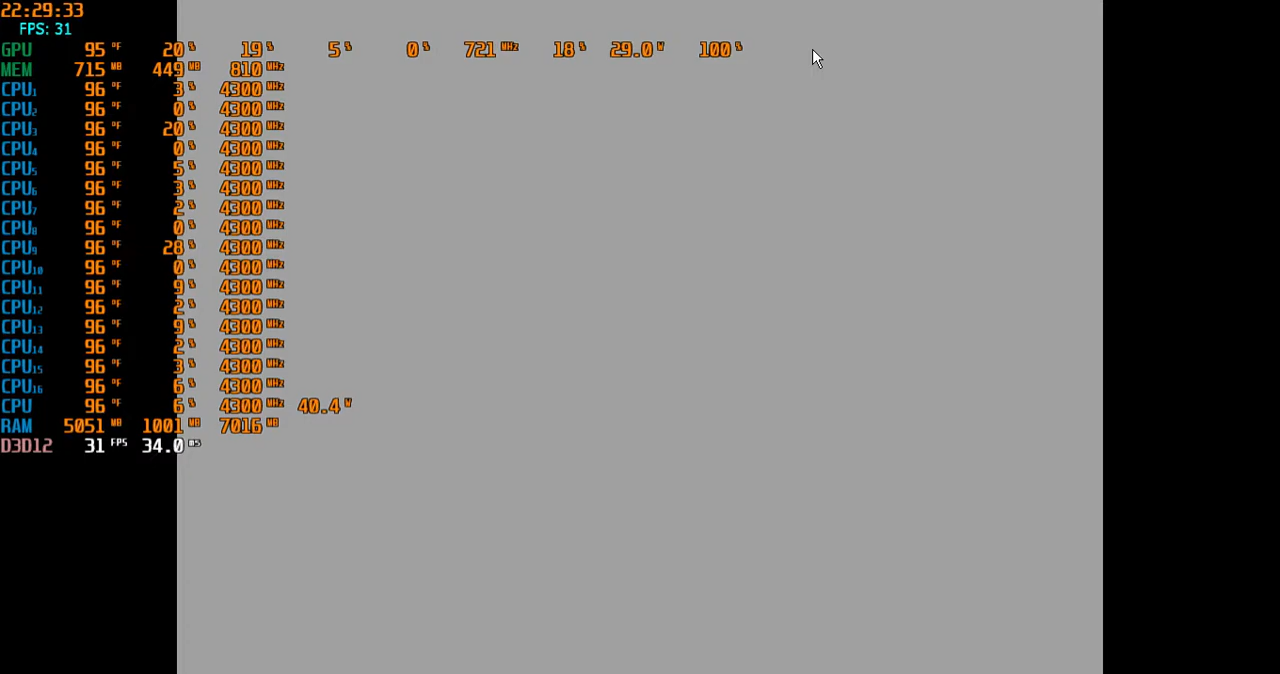 22:29:33
FPS: 31
GPU 95 °F 20 % 19 % 5 % 0 % 721 MHz 18 % 29.0 W 100 %
MEM 715 MB 449 MB 810 MHz
CPU1 96 °F 3 % 4300 MHz
CPU2 96 °F 0 % 4300 MHz
CPU3 96 °F 20 % 4300 MHz
CPU4 96 °F 0 % 4300 MHz
CPU5 96 °F 5 % 4300 MHz
CPU6 96 °F 3 % 4300 MHz
CPU7 96 °F 2 % 4300 MHz
CPU8 96 °F 0 % 4300 MHz
CPU9 96 °F 28 % 4300 MHz
CPU10 96 °F 0 % 4300 MHz
CPU11 96 °F 9 % 4300 MHz
CPU12 96 °F 2 % 4300 MHz
CPU13 96 °F 9 % 4300 MHz
CPU14 96 °F 2 % 4300 MHz
CPU15 96 °F 3 % 4300 MHz
CPU16 96 °F 6 % 4300 MHz
CPU 96 °F 6 % 4300 MHz 40.4 W
RAM 5051 MB 1001 MB 7016 MB
D3D12 31 FPS 34.0 ms